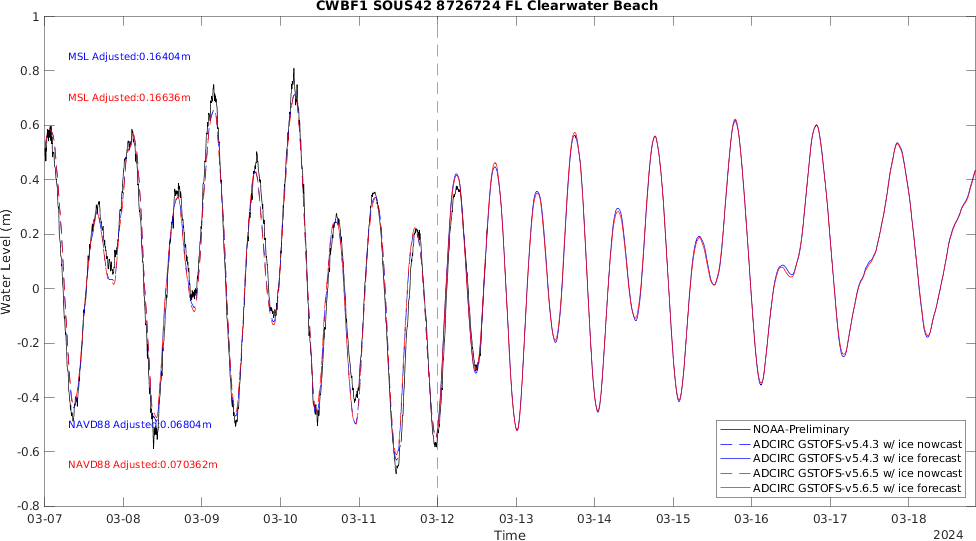 CWBF1 SOUS42 8726724 FL Clearwater Beach
1
0.8
0.6
0.4
0.2
0
-0.2
-0.4
-0.6
-0.8
Water Level (m)
MSL Adjusted:0.16404m
MSL Adjusted:0.16636m
NAVD88 Adjusted:0.06804m
NAVD88 Adjusted:0.070362m
NOAA-Preliminary
ADCIRC GSTOFS-v5.4.3 w/ ice nowcast
ADCIRC GSTOFS-v5.4.3 w/ ice forecast
ADCIRC GSTOFS-v5.6.5 w/ ice nowcast
ADCIRC GSTOFS-v5.6.5 w/ ice forecast
03-07 03-08 03-09 03-10 03-11 03-12 03-13 03-14 03-15 03-16 03-17 03-18
Time
2024